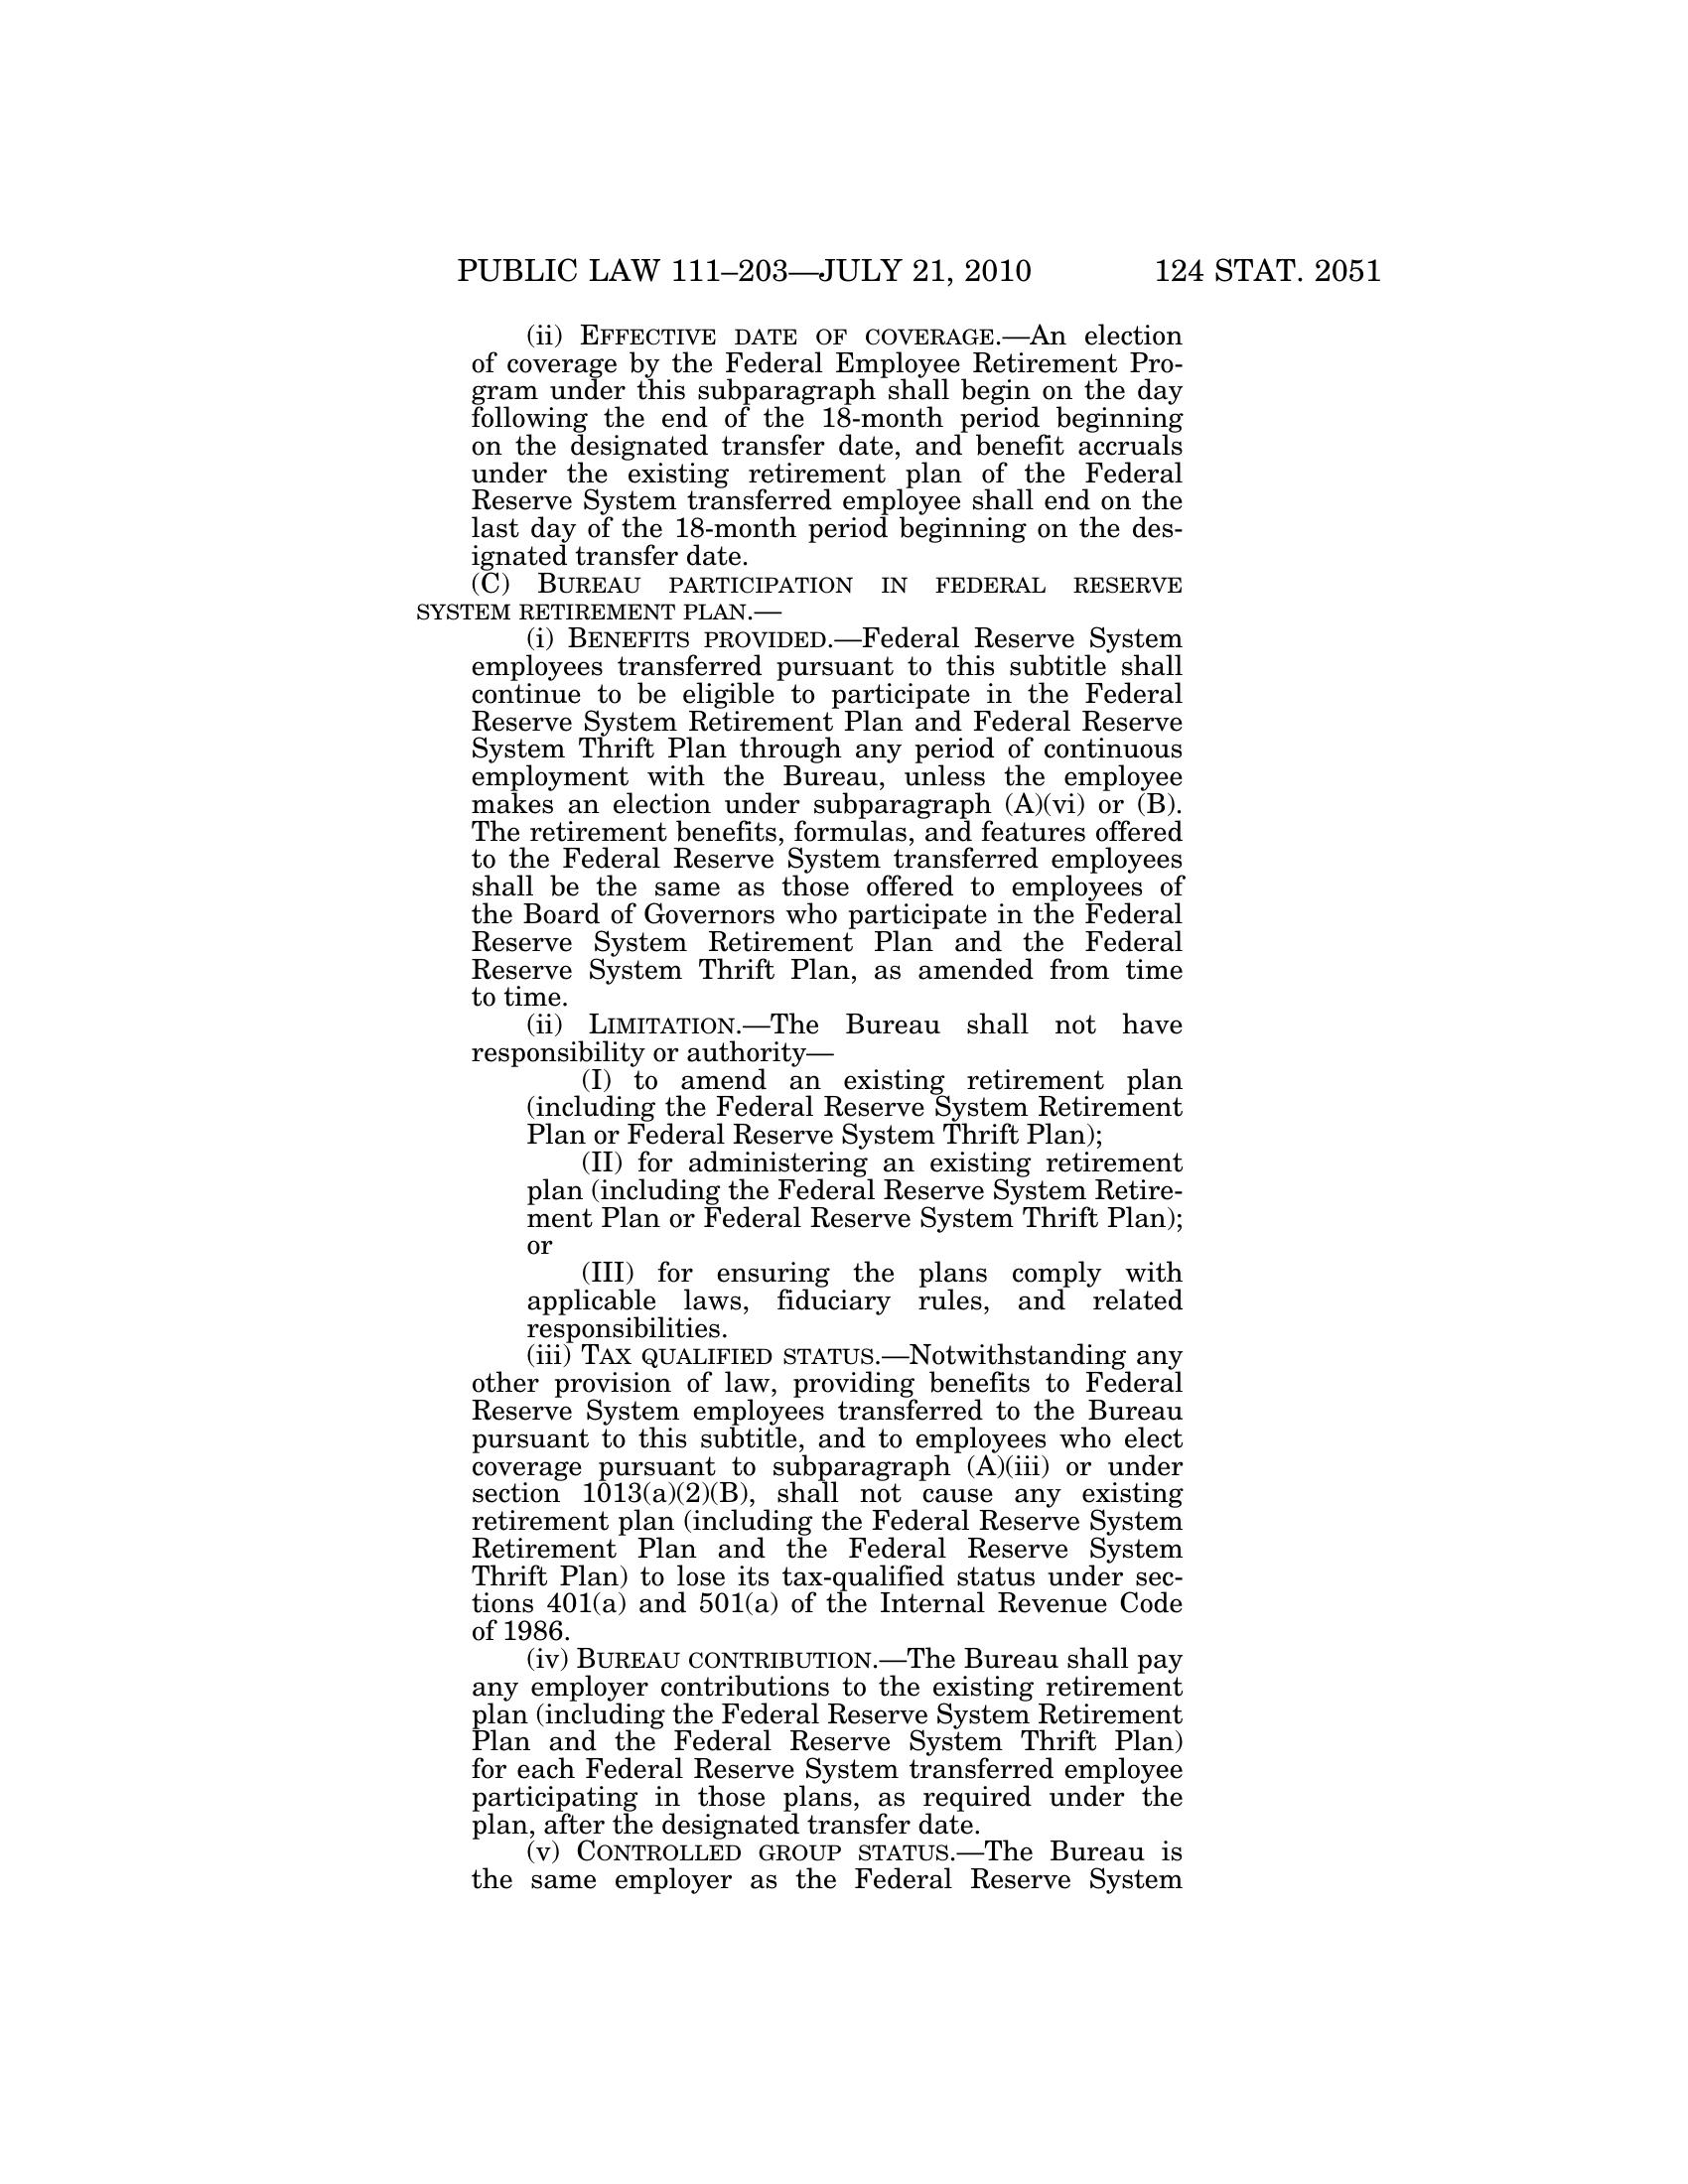 PUBLIC LAW 111–203—JULY 21, 2010 124 STAT. 2051
(ii) EFFECTIVE DATE OF COVERAGE.—An election
of coverage by the Federal Employee Retirement Pro-
gram under this subparagraph shall begin on the day
following the end of the 18-month period beginning
on the designated transfer date, and benefit accruals
under the existing retirement plan of the Federal
Reserve System transferred employee shall end on the
last day of the 18-month period beginning on the des-
ignated transfer date.
(C) BUREAU PARTICIPATION IN FEDERAL RESERVE
SYSTEM RETIREMENT PLAN.—
(i) BENEFITS PROVIDED.—Federal Reserve System
employees transferred pursuant to this subtitle shall
continue to be eligible to participate in the Federal
Reserve System Retirement Plan and Federal Reserve
System Thrift Plan through any period of continuous
employment with the Bureau, unless the employee
makes an election under subparagraph (A)(vi) or (B).
The retirement benefits, formulas, and features offered
to the Federal Reserve System transferred employees
shall be the same as those offered to employees of
the Board of Governors who participate in the Federal
Reserve System Retirement Plan and the Federal
Reserve System Thrift Plan, as amended from time
to time.
(ii) LIMITATION.—The Bureau shall not have
responsibility or authority—
(I) to amend an existing retirement plan
(including the Federal Reserve System Retirement
Plan or Federal Reserve System Thrift Plan);
(II) for administering an existing retirement
plan (including the Federal Reserve System Retire-
ment Plan or Federal Reserve System Thrift Plan);
or
(III) for ensuring the plans comply with
applicable laws, fiduciary rules, and related
responsibilities.
(iii) TAX QUALIFIED STATUS.—Notwithstanding any
other provision of law, providing benefits to Federal
Reserve System employees transferred to the Bureau
pursuant to this subtitle, and to employees who elect
coverage pursuant to subparagraph (A)(iii) or under
section 1013(a)(2)(B), shall not cause any existing
retirement plan (including the Federal Reserve System
Retirement Plan and the Federal Reserve System
Thrift Plan) to lose its tax-qualified status under sec-
tions 401(a) and 501(a) of the Internal Revenue Code
of 1986.
(iv) BUREAU CONTRIBUTION.—The Bureau shall pay
any employer contributions to the existing retirement
plan (including the Federal Reserve System Retirement
Plan and the Federal Reserve System Thrift Plan)
for each Federal Reserve System transferred employee
participating in those plans, as required under the
plan, after the designated transfer date.
(v) CONTROLLED GROUP STATUS.—The Bureau is
the same employer as the Federal Reserve System